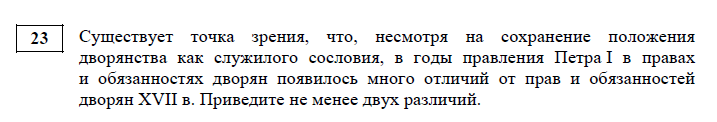 23 Существует точка зрения, что, несмотря на сохранение положения
дворянства как служилого сословия, в годы правления Петра I в правах
и обязанностях дворян появилось много отличий от прав и обязанностей
дворян XVII в. Приведите не менее двух различий.